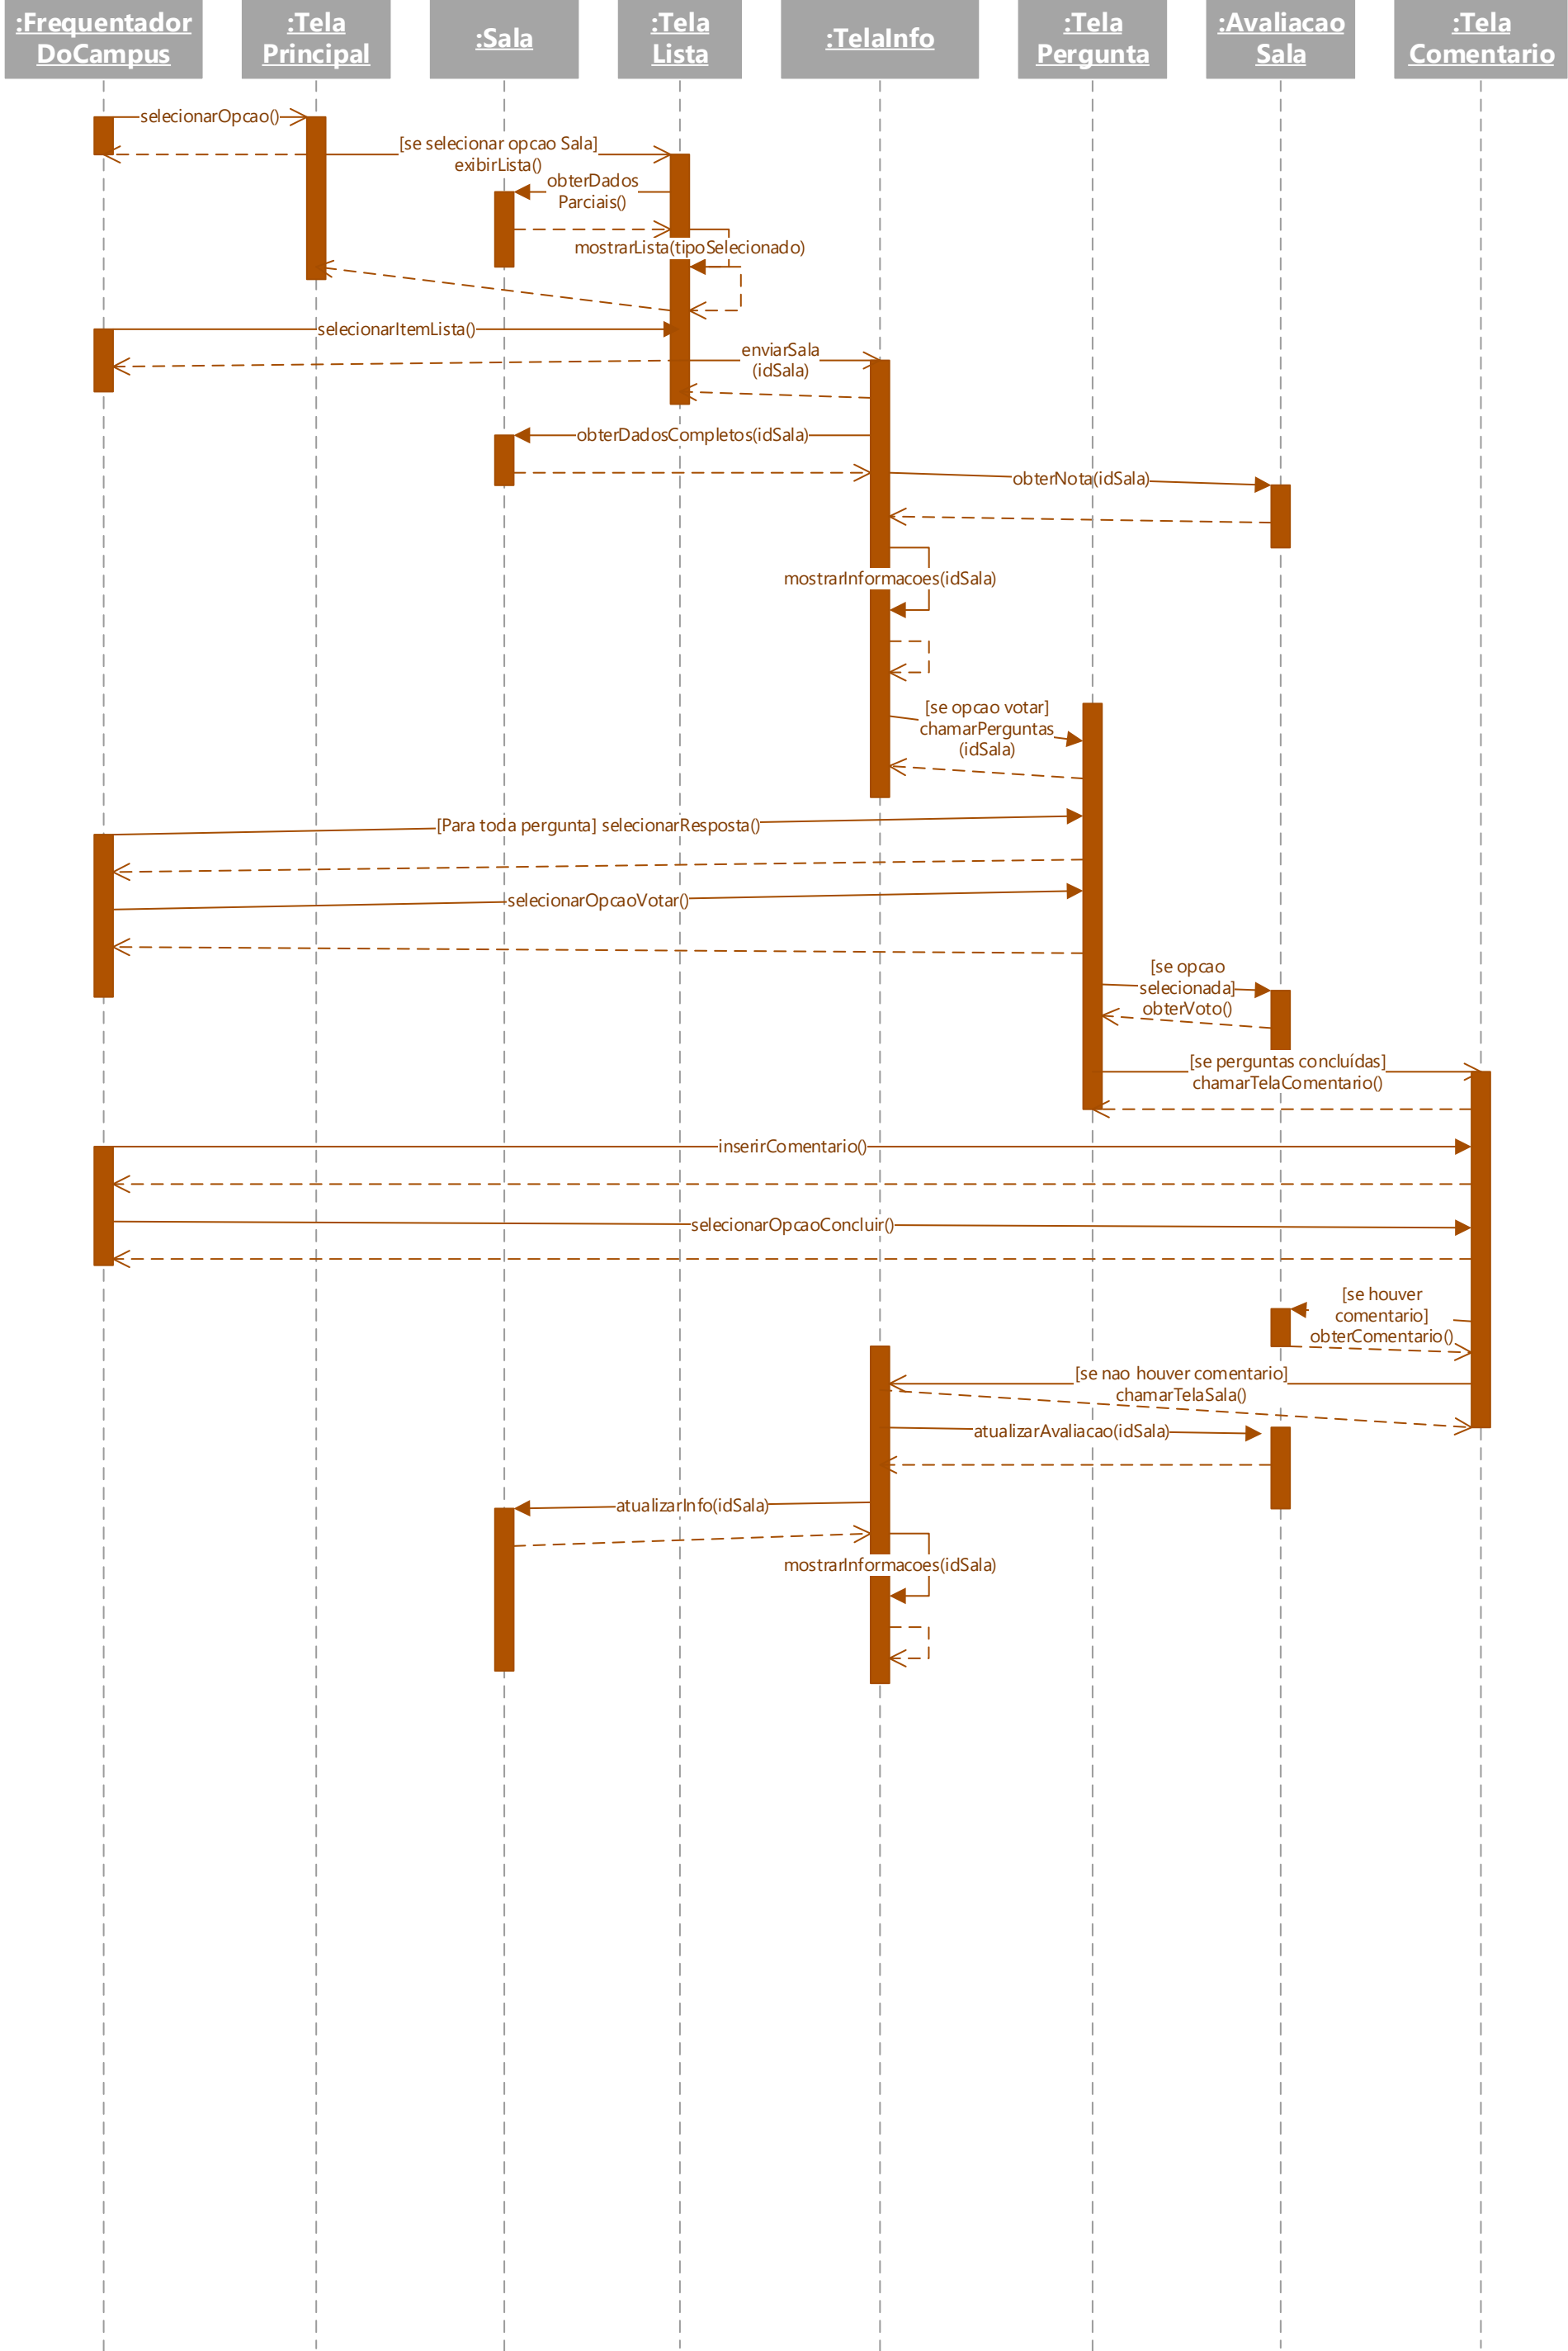 :Frequentador
DoCampus
:Tela
Principal
:Sala
:Tela
Lista
:TelaInfo
:Tela
Pergunta
:Avaliacao
Sala
:Tela
Comentario
selecionarOpcao()
[se selecionar opcao Sala]
exibirLista()
obterDados
Parciais()
mostrarLista(tipoSelecionado)
selecionarItemLista()
enviarSala
(idSala)
obterDadosCompletos(idSala)
obterNota(idSala)
mostrarInformacoes(idSala)
[se opcao votar]
chamarPerguntas
(idSala)
[Para toda pergunta] selecionarResposta()
selecionarOpcaoVotar()
[se opcao
selecionada]
obterVoto()
[se perguntas concluídas]
chamarTelaComentario()
inserirComentario()
selecionarOpcaoConcluir()
[se houver
comentario]
obterComentario()
[se nao houver comentario]
chamarTelaSala()
atualizarAvaliacao(idSala)
atualizarInfo(idSala)
mostrarInformacoes(idSala)